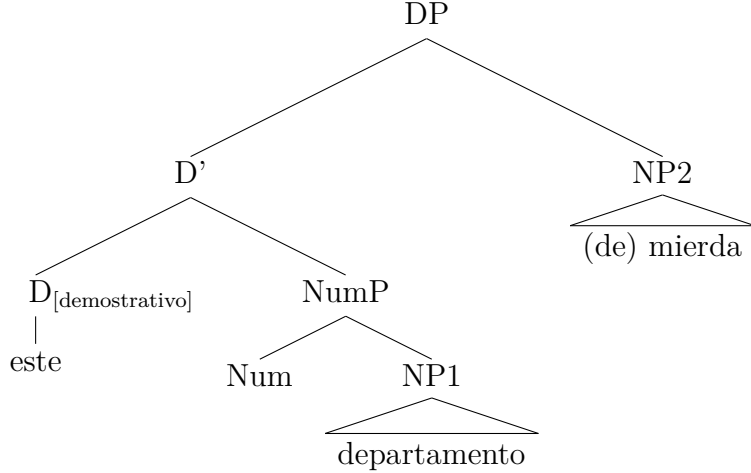 DP
D’ NP2
(de) mierda
D[demostrativo] NumP
este
Num NP1
departamento